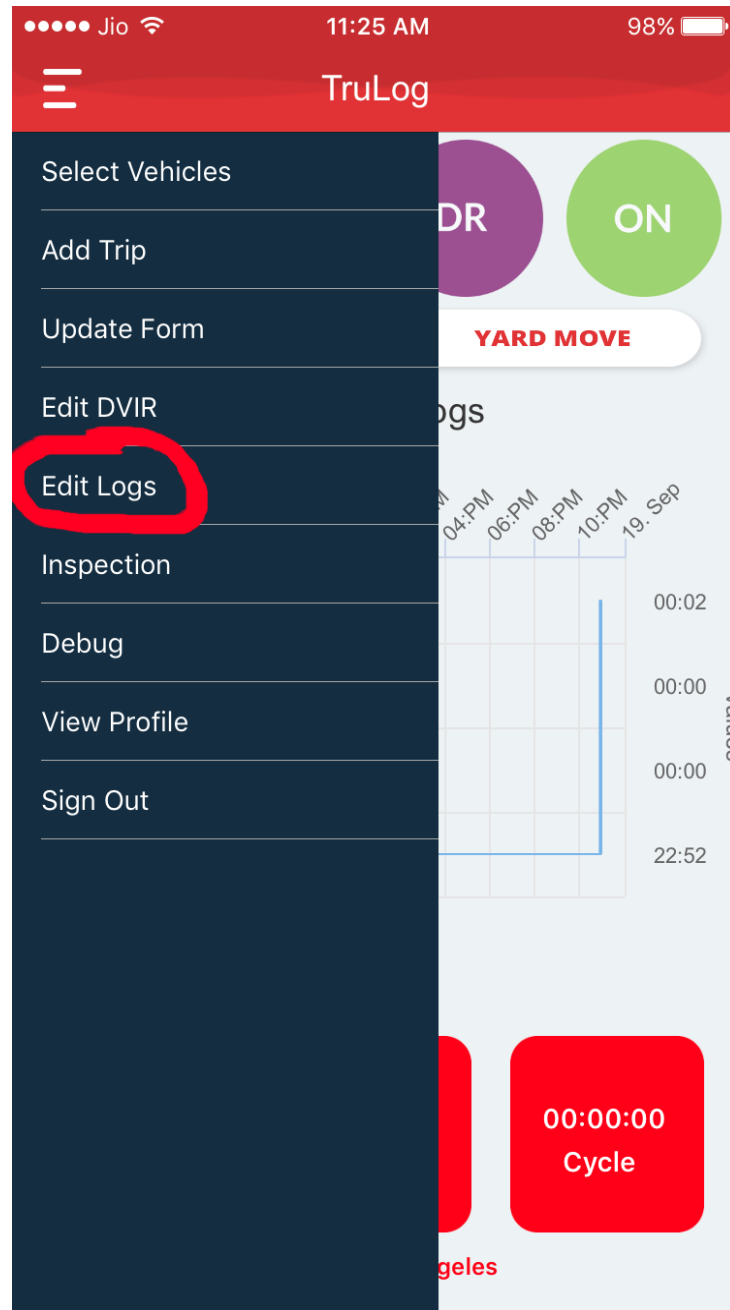 Jio 11:25 AM 98%
TruLog
Select Vehicles
Add Trip
Update Form
Edit DVIR
Edit Logs
Inspection
Debug
View Profile
Sign Out
DR ON
YARD MOVE
ogs
04:PM 06:PM 08:PM 10:PM 19. Sep
00:02
00:00
00:00
22:52
00:00:00
Cycle
geles